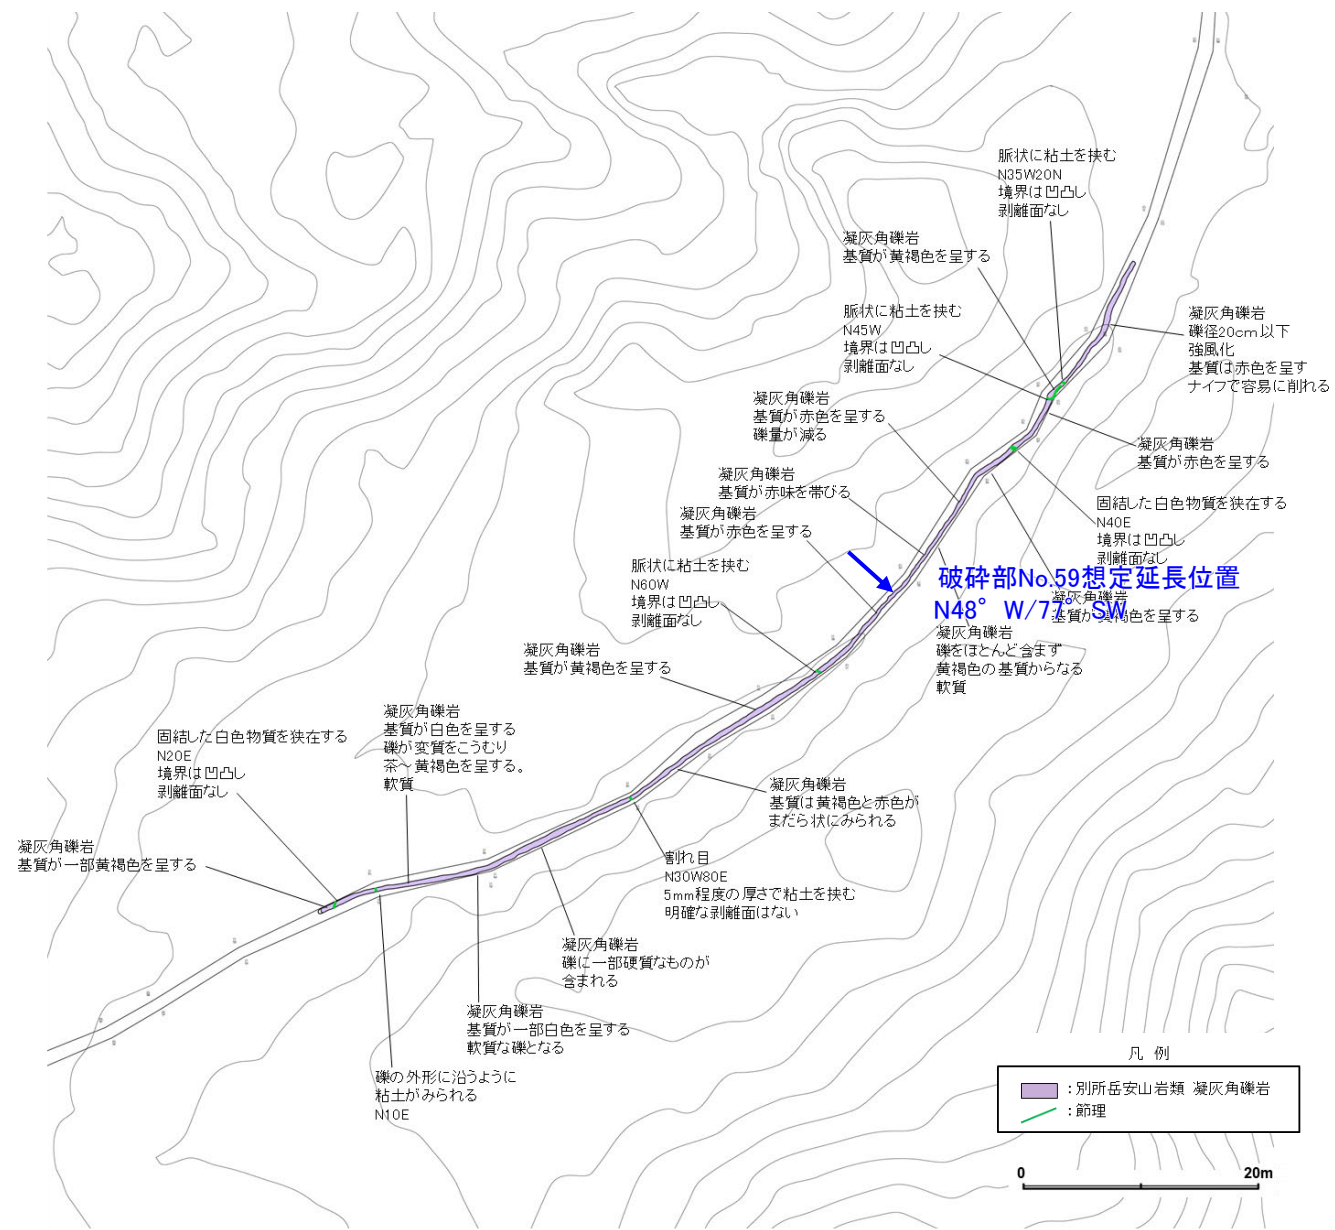 脈状に粘土を挟む
N35W20N
境界は凹凸し
剥離面なし
凝灰角礫岩
基質が黄褐色を呈する
脈状に粘土を挟む
N45W
境界は凹凸し
剥離面なし
凝灰角礫岩
礫径20cm以下
強風化
基質は赤色を呈す
ナイフで容易に削れる
凝灰角礫岩
基質が赤色を呈する
礫量が減る
凝灰角礫岩
基質が赤色を呈する
凝灰角礫岩
基質が赤味を帯びる
固結した白色物質を狭在する
N40E
境界は凹凸し
剥離面なし
凝灰角礫岩
基質が赤色を呈する
脈状に粘土を挟む
N60W
境界は凹凸し
剥離面なし
破砕部No.59想定延長位置
N48°W/77°SW
凝灰角礫岩
基質が黄褐色を呈する
凝灰角礫岩
礫をほとんど含まず
黄褐色の基質からなる
軟質
凝灰角礫岩
基質が黄褐色を呈する
凝灰角礫岩
基質が白色を呈する
礫が変質をこうむり
茶～黄褐色を呈する。
軟質
固結した白色物質を狭在する
N20E
境界は凹凸し
剥離面なし
凝灰角礫岩
基質は黄褐色と赤色が
まだら状にみられる
凝灰角礫岩
基質が一部黄褐色を呈する
割れ目
N30W80E
5mm程度の厚さで粘土を挟む
明確な剥離面はない
凝灰角礫岩
礫に一部硬質なものが
含まれる
凝灰角礫岩
基質が一部白色を呈する
軟質な礫となる
礫の外形に沿うように
粘土がみられる
N10E
凡 例
：別所岳安山岩類 凝灰角礫岩
：節理
0 20m